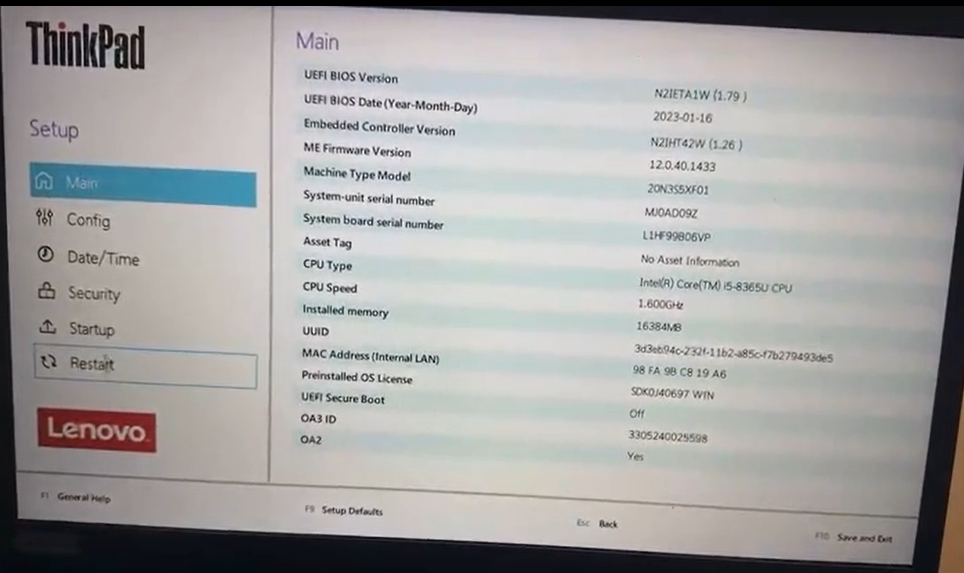 ThinkPad
Setup
Main
Config
Date/Time
Security
Startup
Restart
Lenovo
Main
UEFI BIOS Version N2IETA1W (1.79 )
UEFI BIOS Date (Year-Month-Day) 2023-01-16
Embedded Controller Version N2IHT42W (1.26 )
ME Firmware Version 12.0.40.1433
Machine Type Model 20N3S5XF01
System-unit serial number MJ0AD09Z
System board serial number L1HF99B06VP
Asset Tag No Asset Information
CPU Type Intel(R) Core(TM) i5-8365U CPU
CPU Speed 1.600GHz
Installed memory 16384MB
UUID 3d3eb94c-232f-11b2-a85c-f7b279493de5
MAC Address (Internal LAN) 98 FA 9B C8 19 A6
Preinstalled OS License SDK0J40697 WIN
UEFI Secure Boot Off
OA3 ID 3305240025598
OA2 Yes
F1 General Help
F9 Setup Defaults
Esc Back
F10 Save and Exit